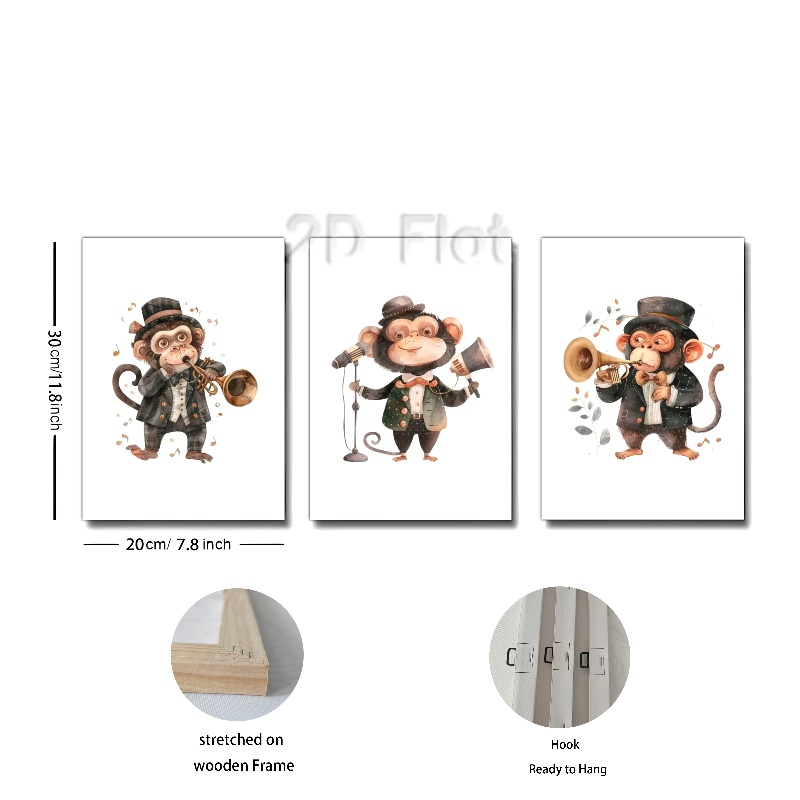 2D Flat
30cm/11.8inch
20cm/ 7.8 inch
stretched on
wooden Frame
Hook
Ready to Hang